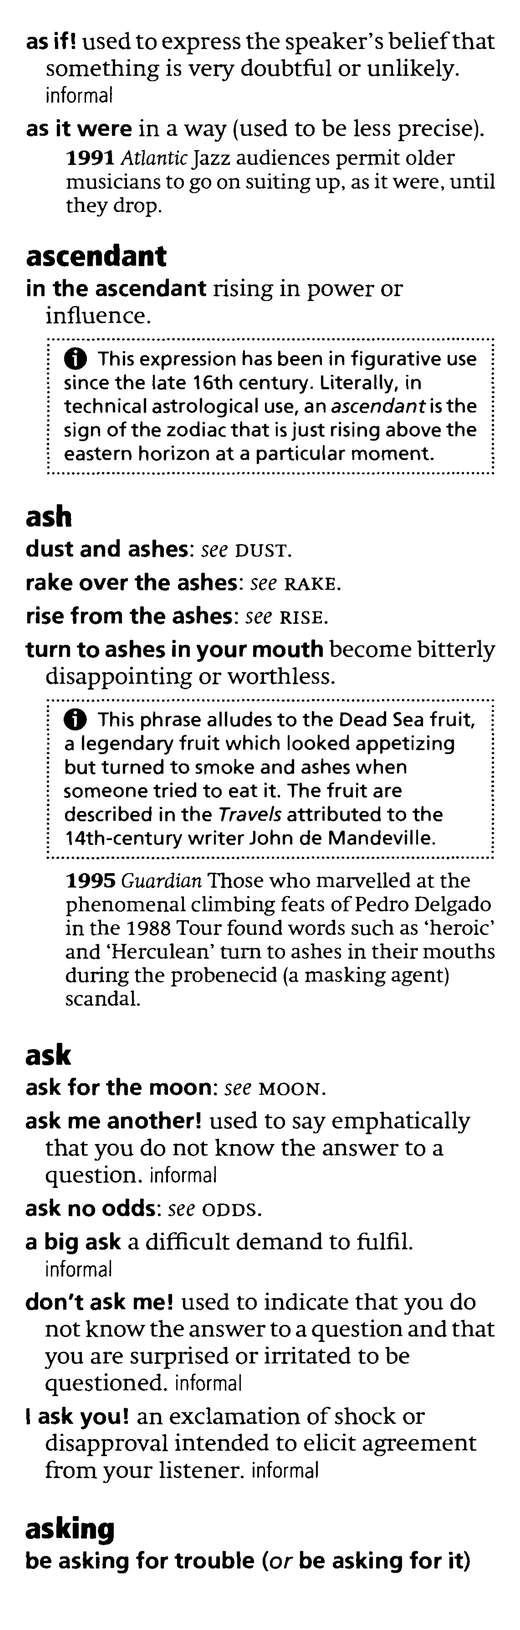 as if! used to express the speaker's belief that
something is very doubtful or unlikely.
informal
as it were in a way (used to be less precise).
1991 Atlantic Jazz audiences permit older
musicians to go on suiting up, as it were, until
they drop.
ascendant
in the ascendant rising in power or
influence.
This expression has been in figurative use
since the late 16th century. Literally, in
technical astrological use, an ascendant is the
sign of the zodiac that is just rising above the
eastern horizon at a particular moment.
ash
dust and ashes: see DUST.
rake over the ashes: see RAKE.
rise from the ashes: see RISE.
turn to ashes in your mouth become bitterly
disappointing or worthless.
This phrase alludes to the Dead Sea fruit,
a legendary fruit which looked appetizing
but turned to smoke and ashes when
someone tried to eat it. The fruit are
described in the Travels attributed to the
14th-century writer John de Mandeville.
1995 Guardian Those who marvelled at the
phenomenal climbing feats of Pedro Delgado
in the 1988 Tour found words such as 'heroic'
and 'Herculean' turn to ashes in their mouths
during the probenecid (a masking agent)
scandal.
ask
ask for the moon: see MOON.
ask me another! used to say emphatically
that you do not know the answer to a
question. informal
ask no odds: see ODDS.
a big ask a difficult demand to fulfil.
informal
don't ask me! used to indicate that you do
not know the answer to a question and that
you are surprised or irritated to be
questioned. informal
I ask you! an exclamation of shock or
disapproval intended to elicit agreement
from your listener. informal
asking
be asking for trouble (or be asking for it)